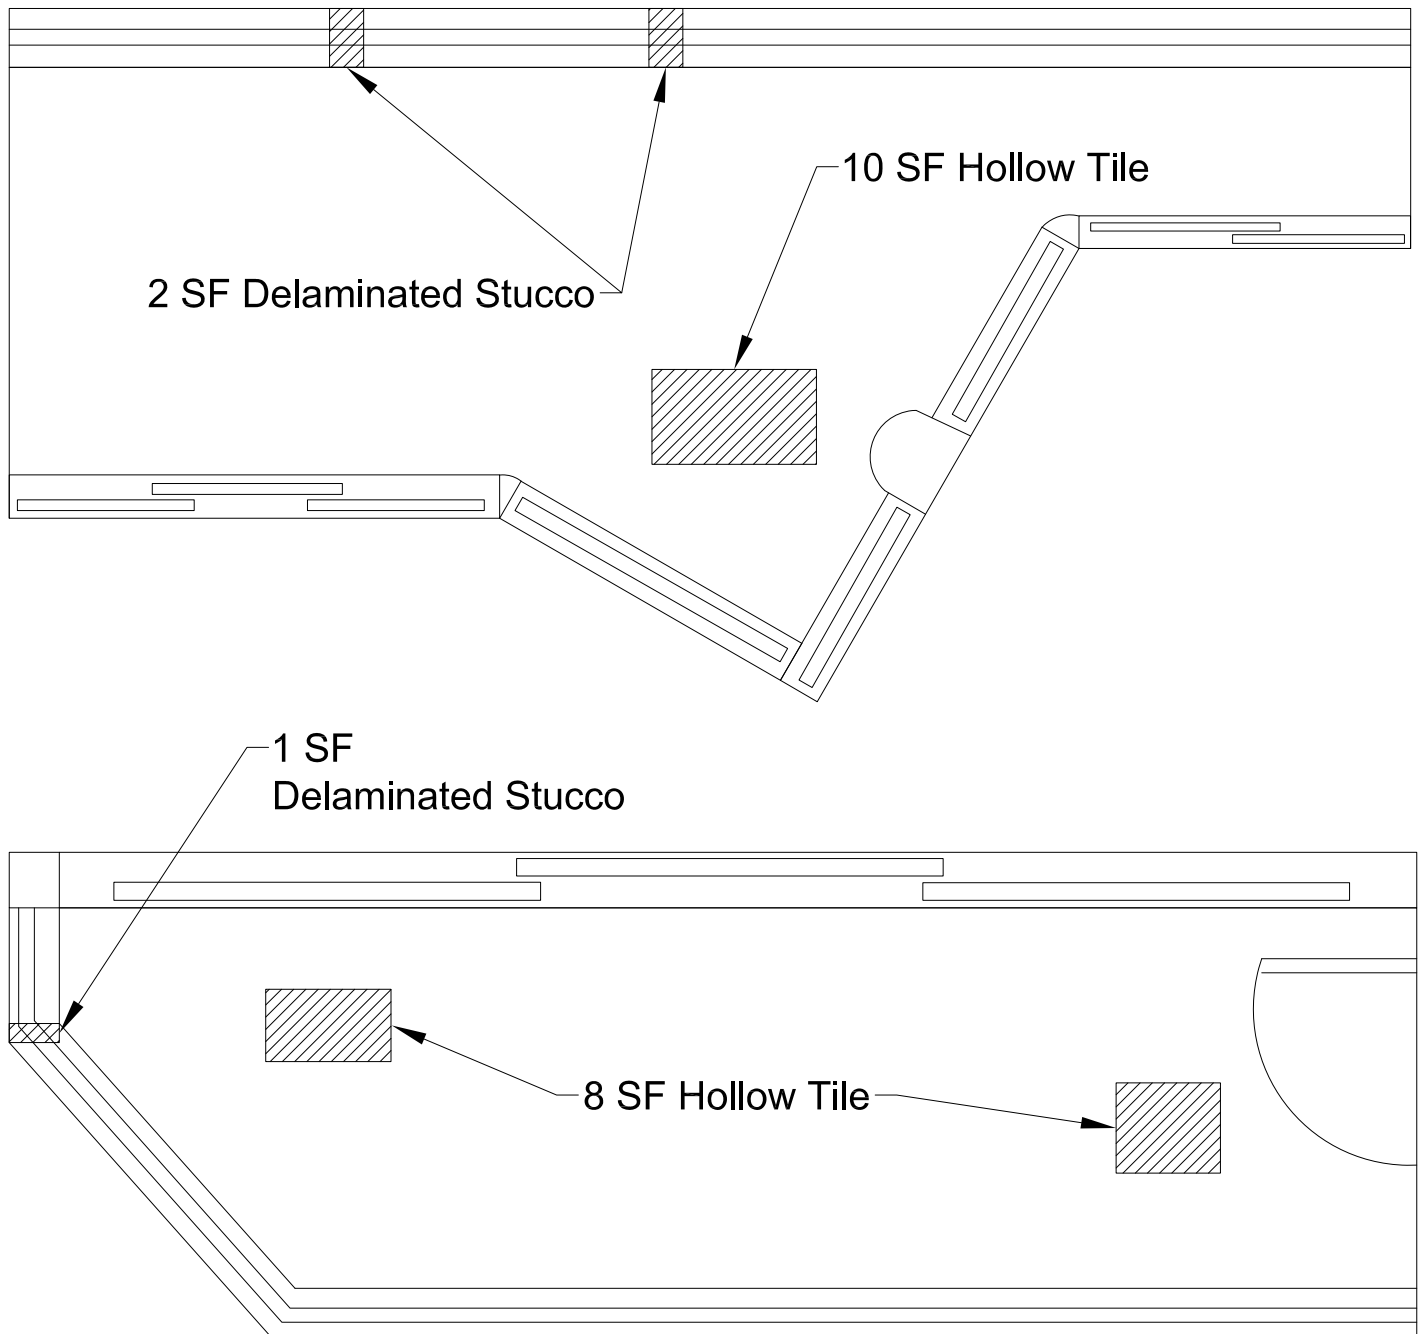 10 SF Hollow Tile
2 SF Delaminated Stucco
1 SF
Delaminated Stucco
8 SF Hollow Tile